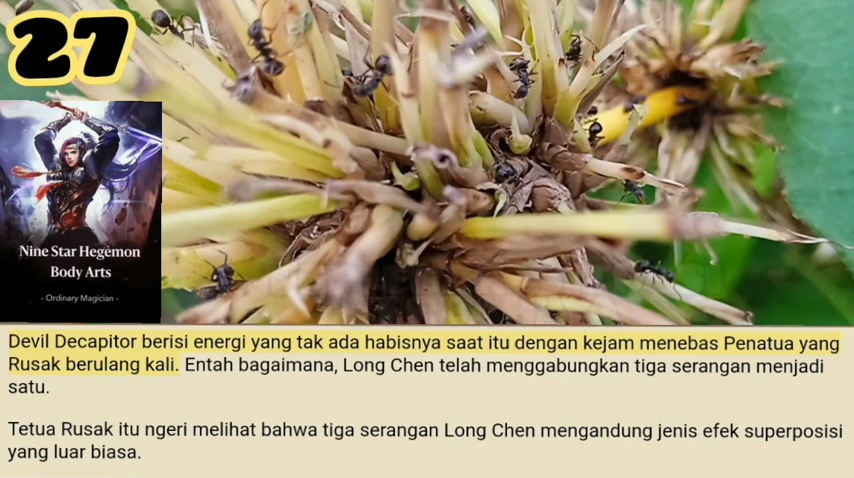 27
Nine Star Hegemon
Body Arts
- Ordinary Magician -
Devil Decapitor berisi energi yang tak ada habisnya saat itu dengan kejam menebas Penatua yang
Rusak berulang kali. Entah bagaimana, Long Chen telah menggabungkan tiga serangan menjadi
satu.
Tetua Rusak itu ngeri melihat bahwa tiga serangan Long Chen mengandung jenis efek superposisi
yang luar biasa.